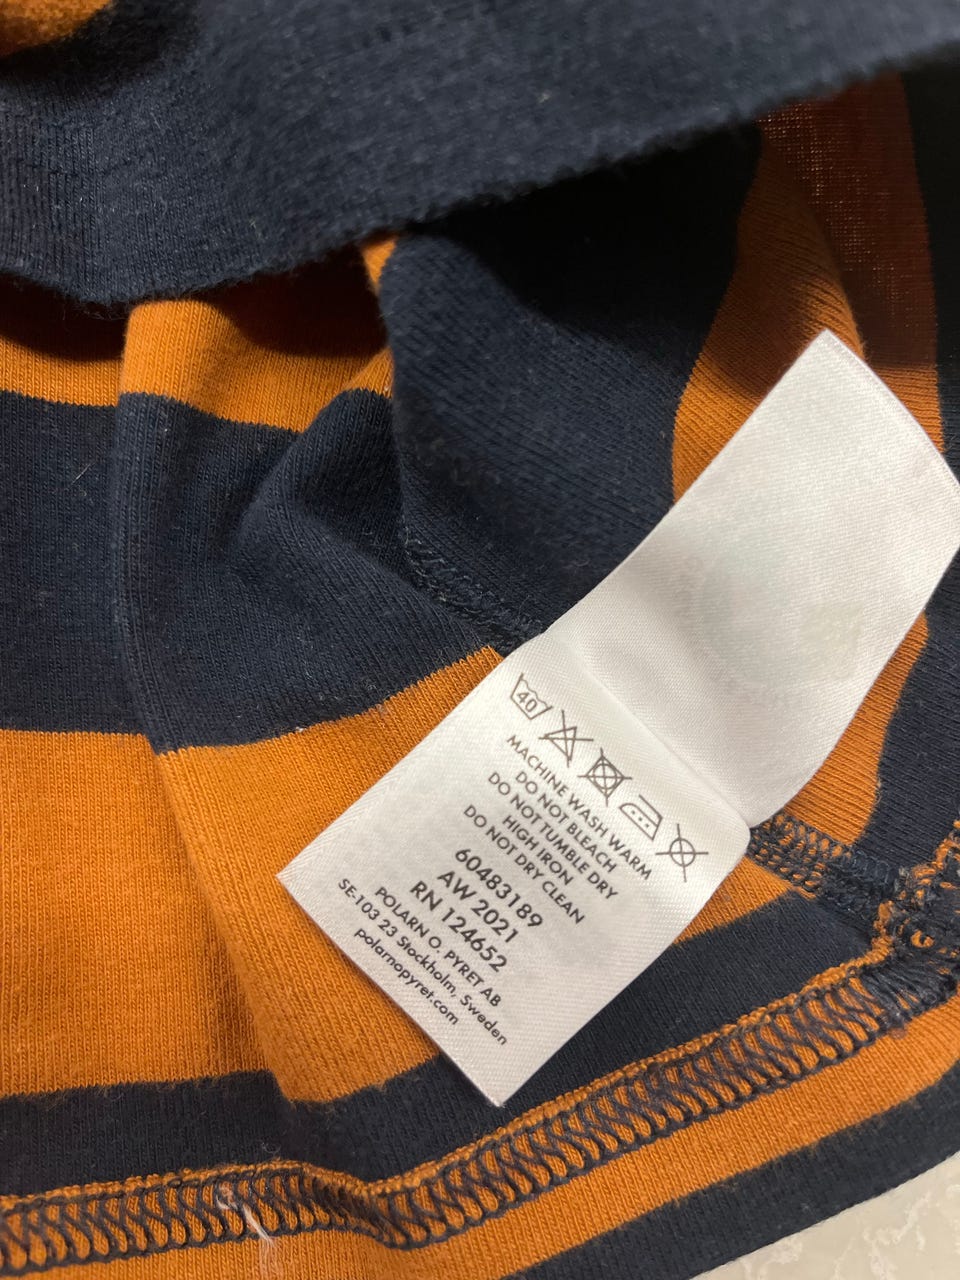 40
MACHINE WASH WARM
DO NOT BLEACH
DO NOT TUMBLE DRY
HIGH IRON
DO NOT DRY CLEAN
60483189
AW 2021
RN 124652
POLARN O. PYRET AB
SE-103 23 Stockholm, Sweden
polarnopyret.com